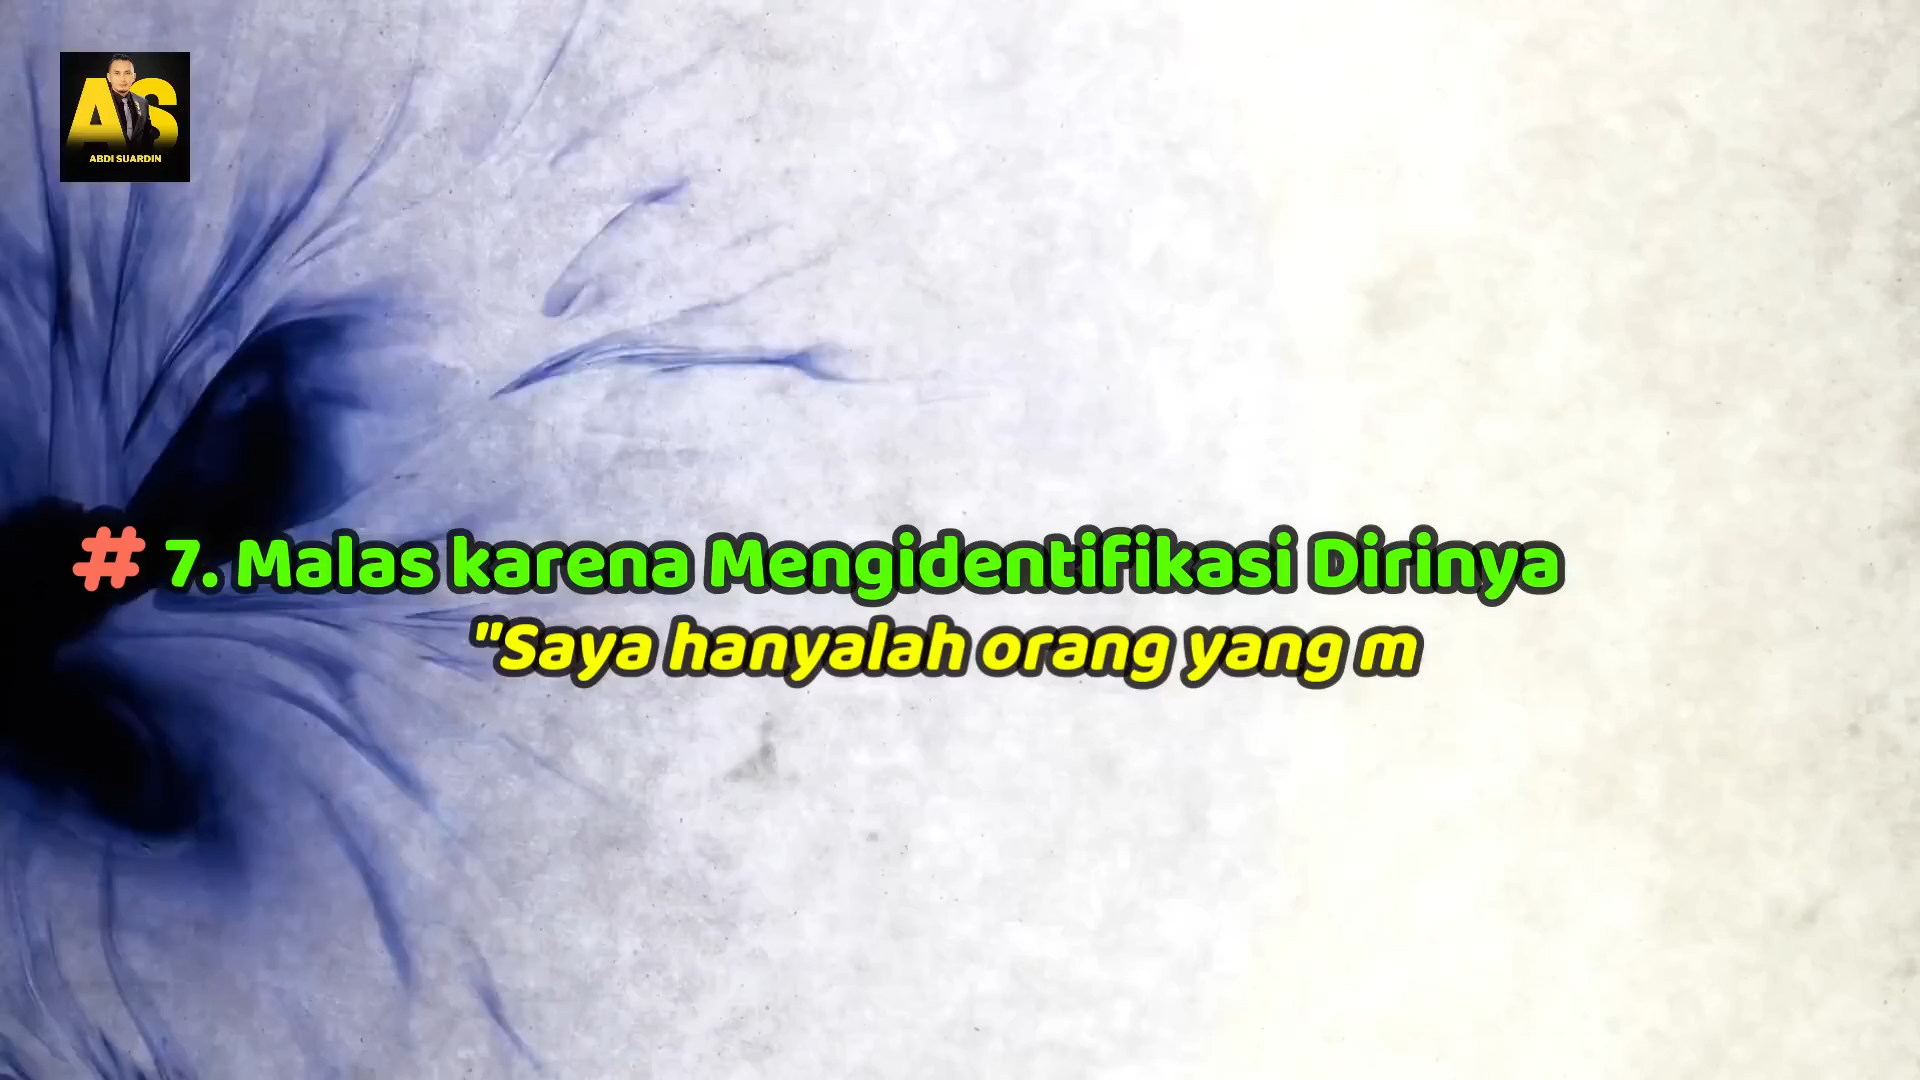 AS
ABDI SUARDIN
# 7. Malas karena Mengidentifikasi Dirinya
"Saya hanyalah orang yang m